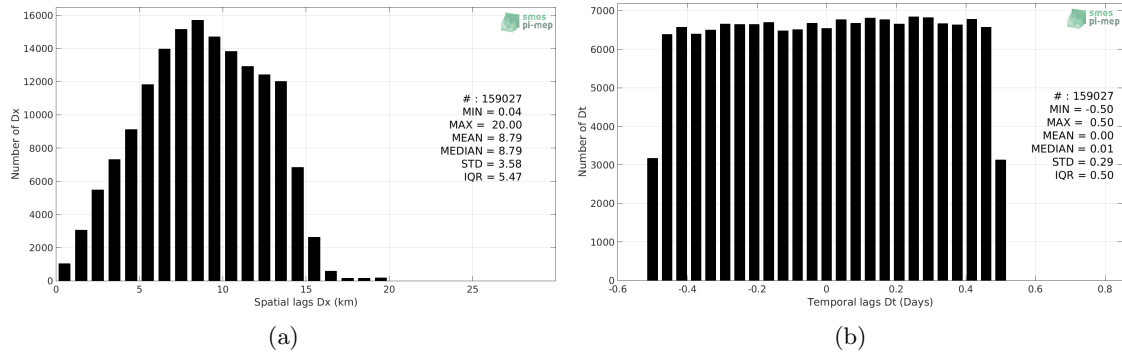 smos
pi-mep
16000
14000
12000
10000
8000
6000
4000
2000
0
Number of Dx
# : 159027
MIN = 0.04
MAX = 20.00
MEAN = 8.79
MEDIAN = 8.79
STD = 3.58
IQR = 5.47
0 5 10 15 20 25
Spatial lags Dx (km)
(a)
smos
pi-mep
7000
6000
5000
4000
3000
2000
1000
0
Number of Dt
# : 159027
MIN = -0.50
MAX = 0.50
MEAN = 0.00
MEDIAN = 0.01
STD = 0.29
IQR = 0.50
-0.6 -0.4 -0.2 0 0.2 0.4 0.6 0.8
Temporal lags Dt (Days)
(b)